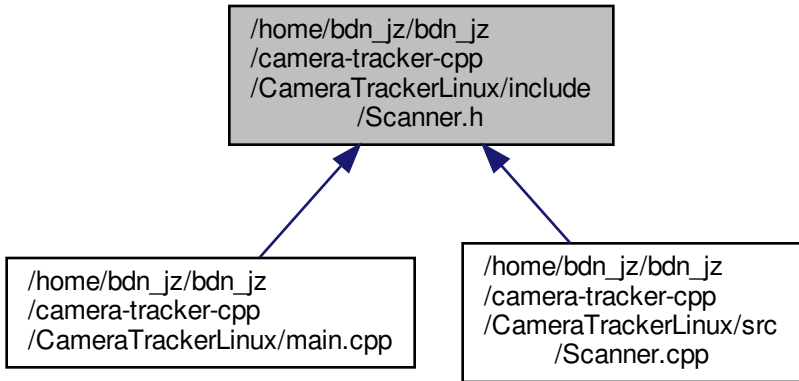 /home/bdn_jz/bdn_jz
/camera-tracker-cpp
/CameraTrackerLinux/include
/Scanner.h
/home/bdn_jz/bdn_jz
/camera-tracker-cpp
/CameraTrackerLinux/main.cpp
/home/bdn_jz/bdn_jz
/camera-tracker-cpp
/CameraTrackerLinux/src
/Scanner.cpp